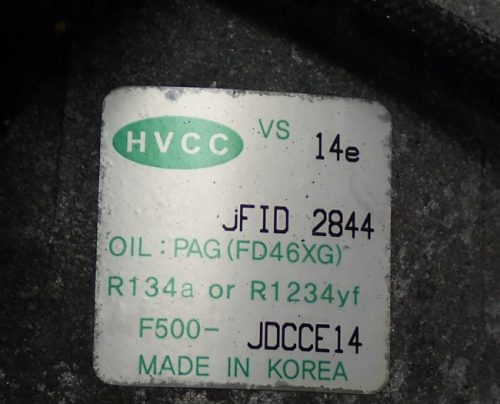 HVCC VS 14e
JFID 2844
OIL : PAG (FD46XG)
R134a or R1234yf
F500- JDCCE14
MADE IN KOREA